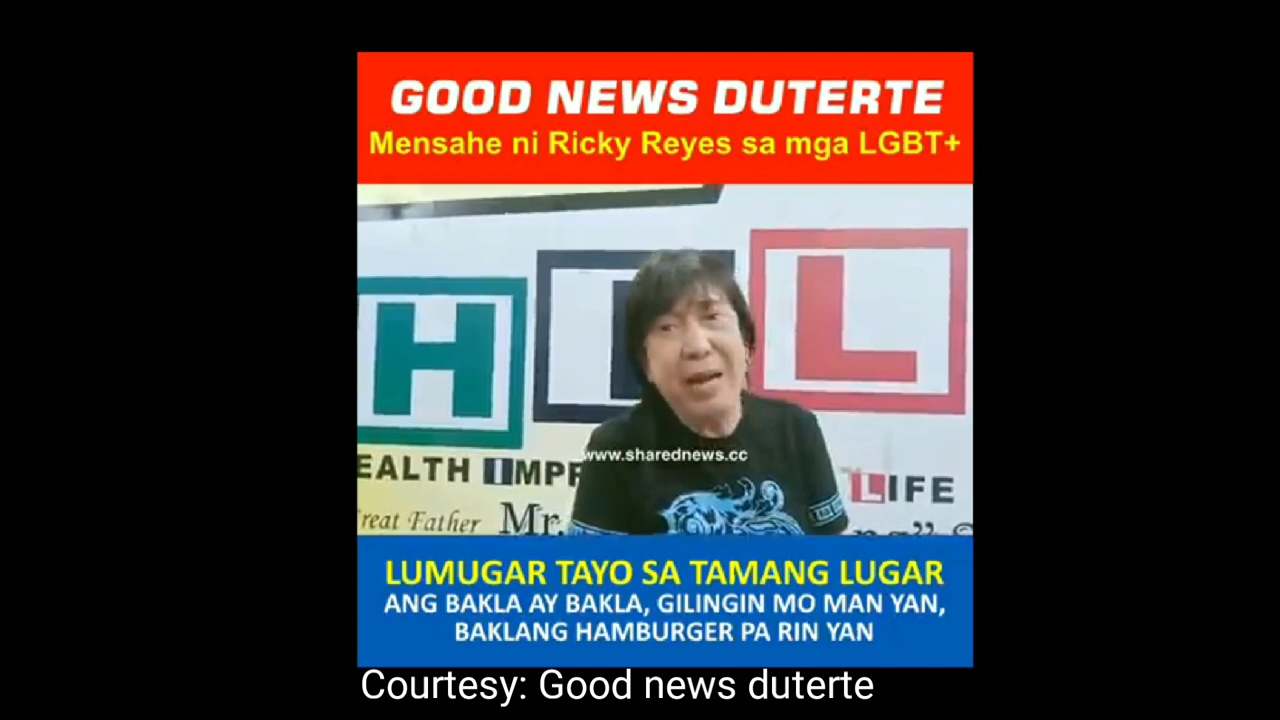 GOOD NEWS DUTERTE
Mensahe ni Ricky Reyes sa mga LGBT+
H
L
www.sharednews.cc
EALTH IMPR
LIFE
reat Father
Mr.
LUMUGAR TAYO SA TAMANG LUGAR
ANG BAKLA AY BAKLA, GILINGIN MO MAN YAN,
BAKLANG HAMBURGER PA RIN YAN
Courtesy: Good news duterte